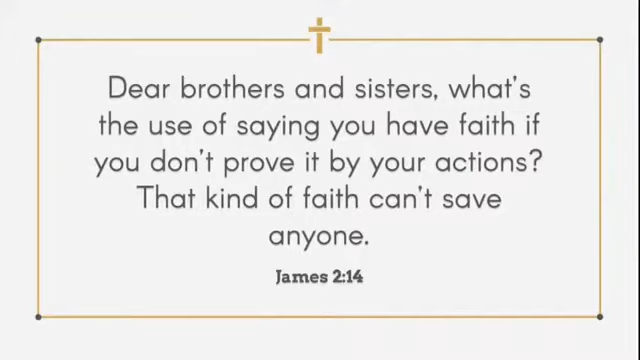 Dear brothers and sisters, what's
the use of saying you have faith if
you don't prove it by your actions?
That kind of faith can't save
anyone.
James 2:14